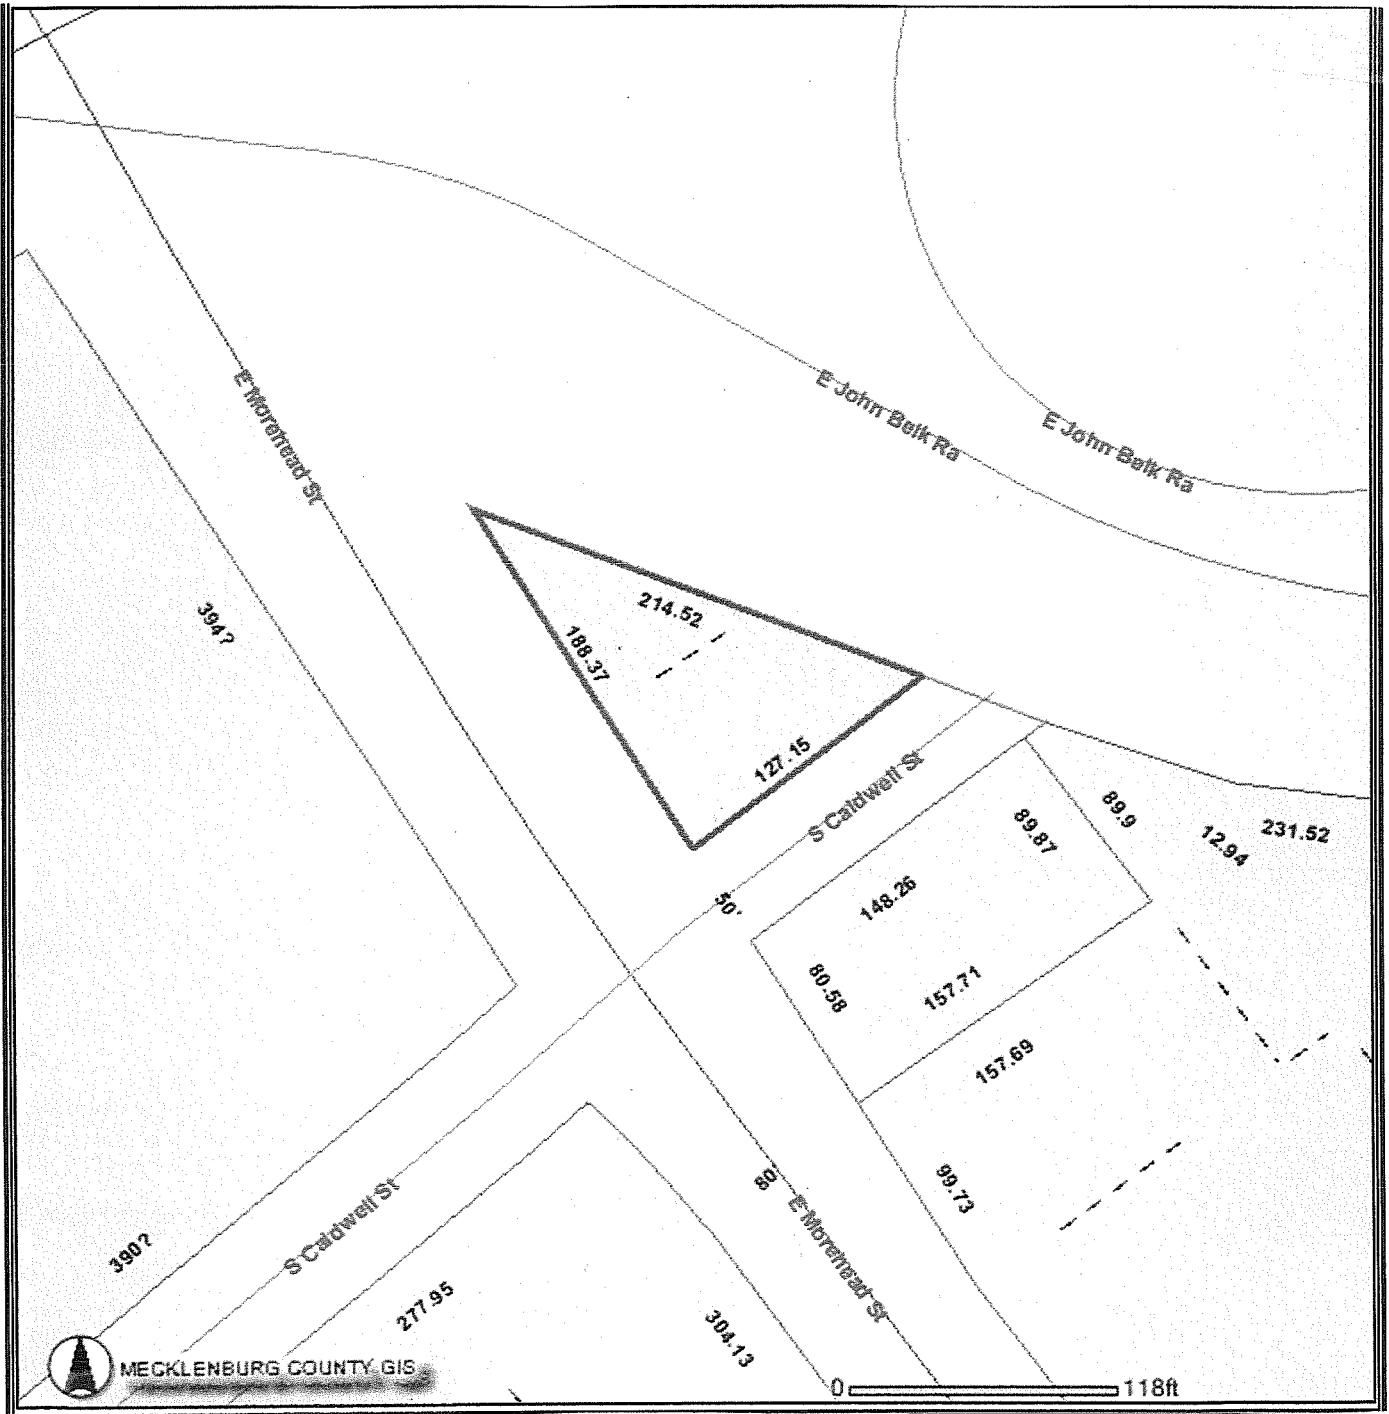 E Morehead St
E John Belk Ra
E John Belk Ra
394?
214.52
188.37
127.15
S Caldwell St
50'
89.87
89.9
12.94
231.52
148.26
80.58
157.71
157.69
99.73
80'
E Morehead St
S Caldwell St
390?
277.95
304.13
MECKLENBURG COUNTY GIS
0
118ft